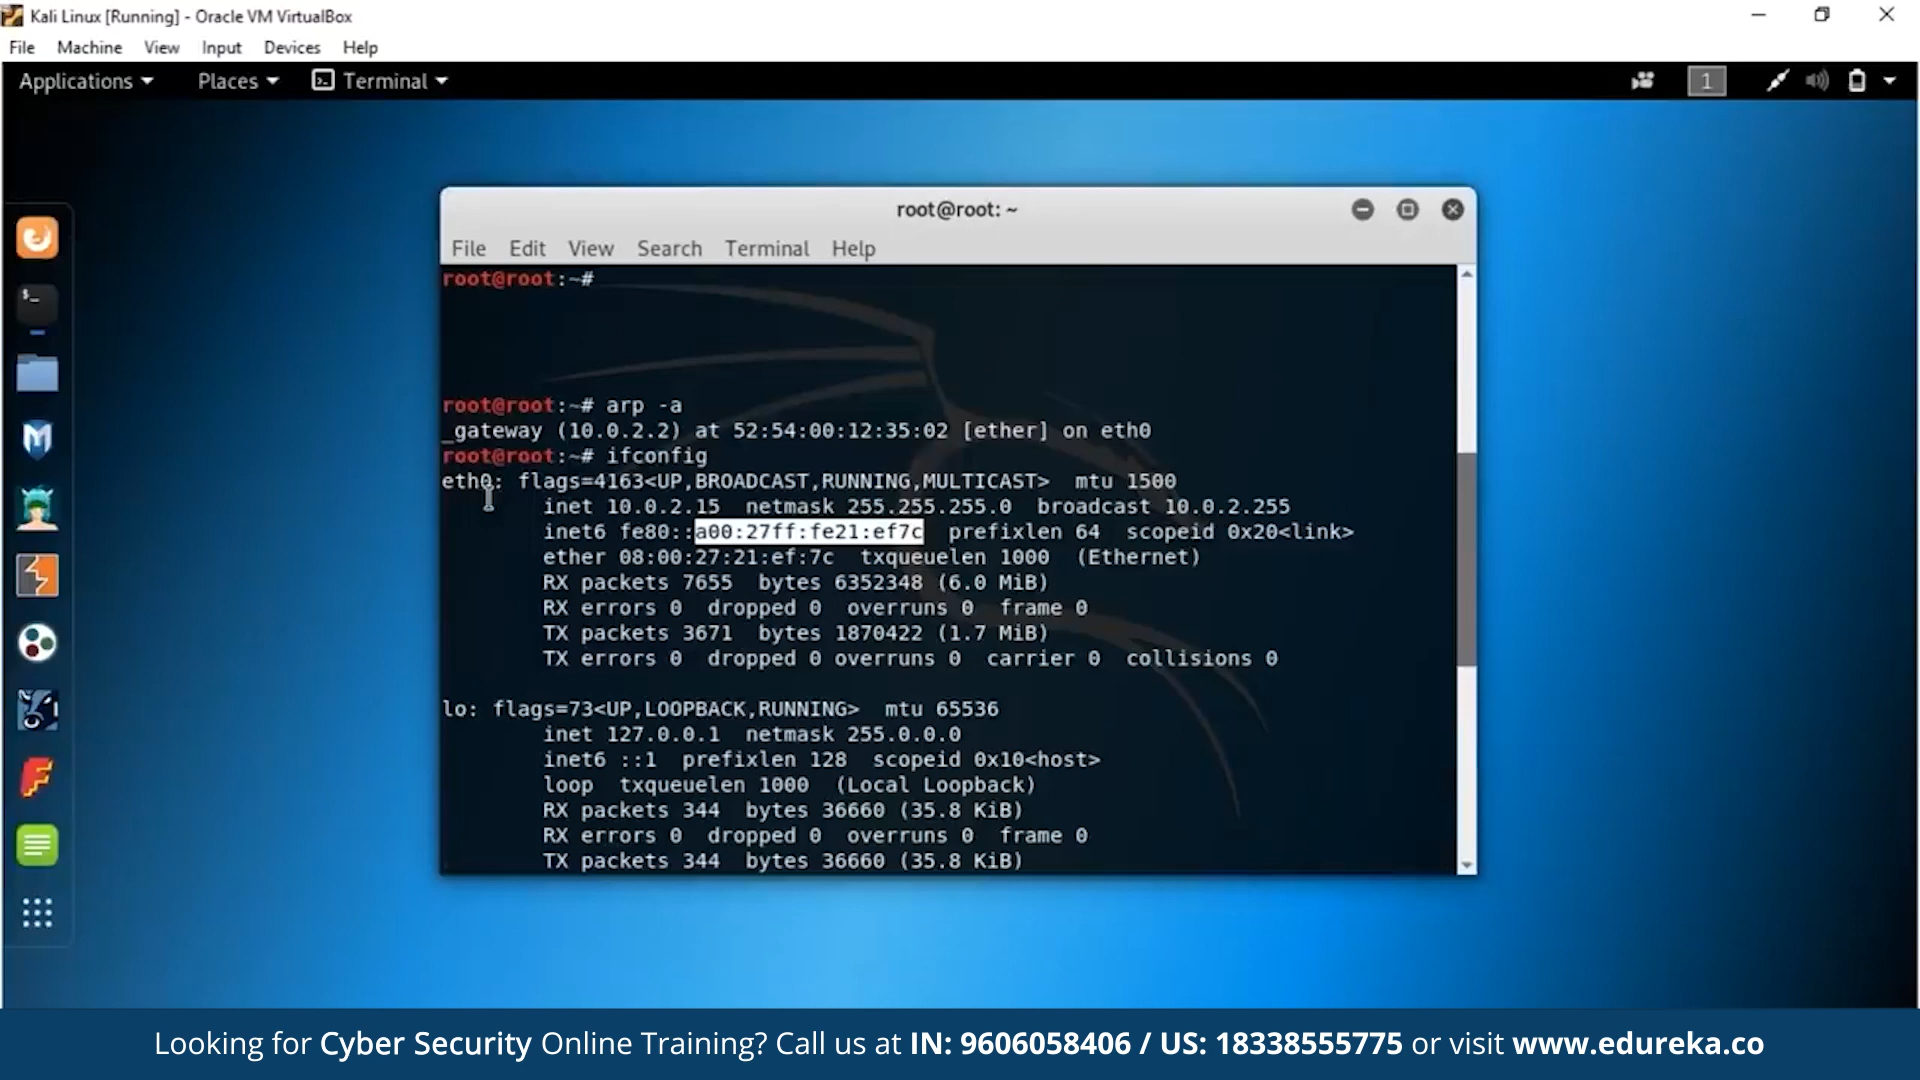 Kali Linux [Running] - Oracle VM VirtualBox
File Machine View Input Devices Help
Applications Places Terminal 1
root@root: ~
File Edit View Search Terminal Help
root@root:~#
root@root:~# arp -a
_gateway (10.0.2.2) at 52:54:00:12:35:02 [ether] on eth0
root@root:~# ifconfig
eth0: flags=4163<UP,BROADCAST,RUNNING,MULTICAST> mtu 1500
inet 10.0.2.15 netmask 255.255.255.0 broadcast 10.0.2.255
inet6 fe80::a00:27ff:fe21:ef7c prefixlen 64 scopeid 0x20<link>
ether 08:00:27:21:ef:7c txqueuelen 1000 (Ethernet)
RX packets 7655 bytes 6352348 (6.0 MiB)
RX errors 0 dropped 0 overruns 0 frame 0
TX packets 3671 bytes 1870422 (1.7 MiB)
TX errors 0 dropped 0 overruns 0 carrier 0 collisions 0
lo: flags=73<UP,LOOPBACK,RUNNING> mtu 65536
inet 127.0.0.1 netmask 255.0.0.0
inet6 ::1 prefixlen 128 scopeid 0x10<host>
loop txqueuelen 1000 (Local Loopback)
RX packets 344 bytes 36660 (35.8 KiB)
RX errors 0 dropped 0 overruns 0 frame 0
TX packets 344 bytes 36660 (35.8 KiB)
Looking for Cyber Security Online Training? Call us at IN: 9606058406 / US: 18338555775 or visit www.edureka.co